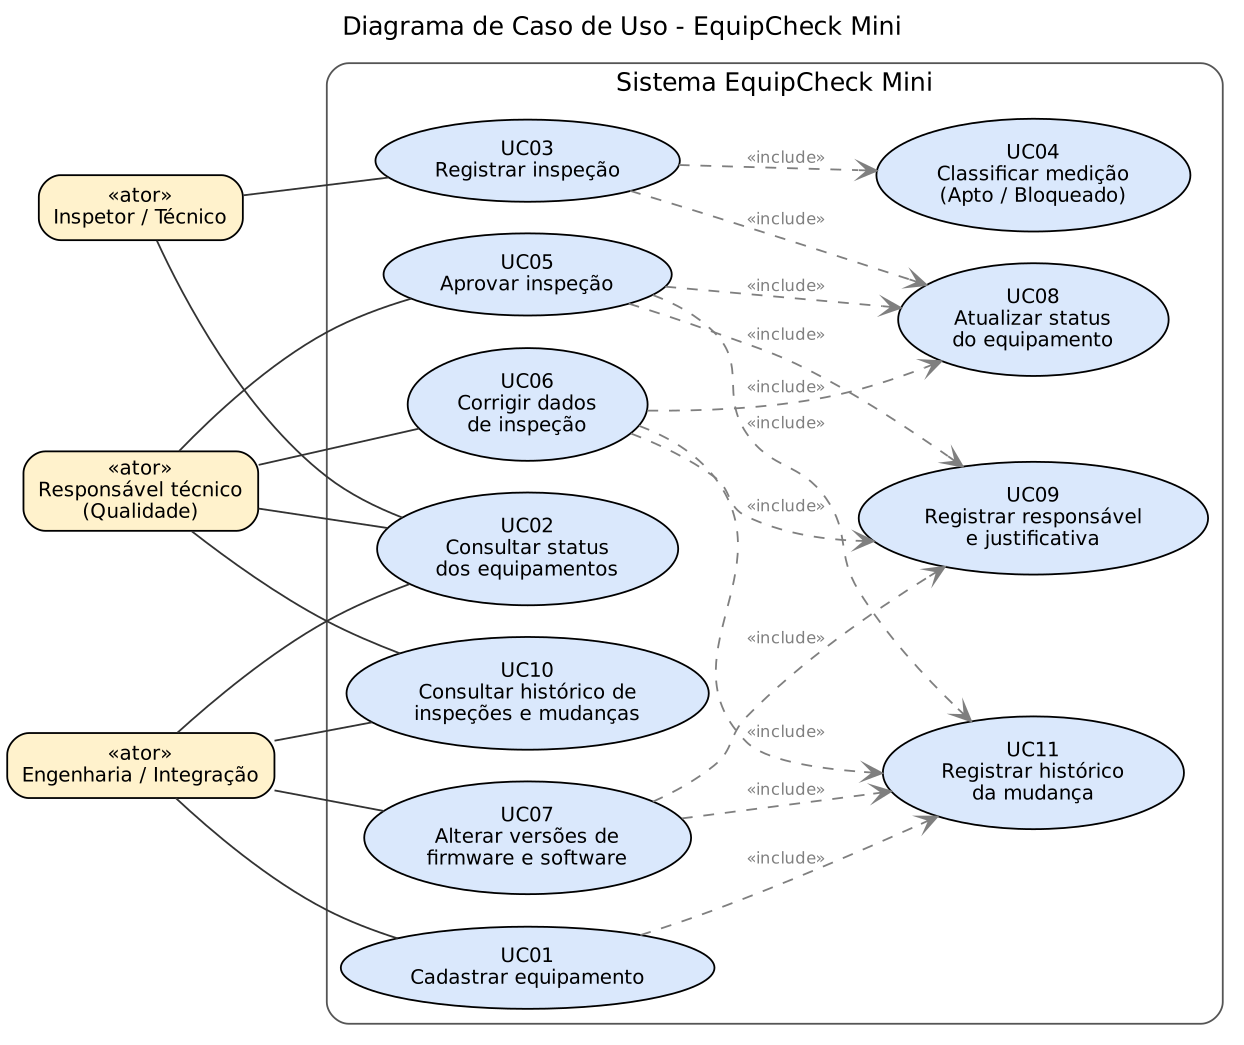 Diagrama de Caso de Uso - EquipCheck Mini
Sistema EquipCheck Mini
«ator»
Inspetor / Técnico
«ator»
Responsável técnico
(Qualidade)
«ator»
Engenharia / Integração
UC03
Registrar inspeção
UC05
Aprovar inspeção
UC06
Corrigir dados
de inspeção
UC02
Consultar status
dos equipamentos
UC10
Consultar histórico de
inspeções e mudanças
UC07
Alterar versões de
firmware e software
UC01
Cadastrar equipamento
«include»
«include»
«include»
«include»
«include»
«include»
«include»
«include»
«include»
«include»
«include»
UC04
Classificar medição
(Apto / Bloqueado)
UC08
Atualizar status
do equipamento
UC09
Registrar responsável
e justificativa
UC11
Registrar histórico
da mudança